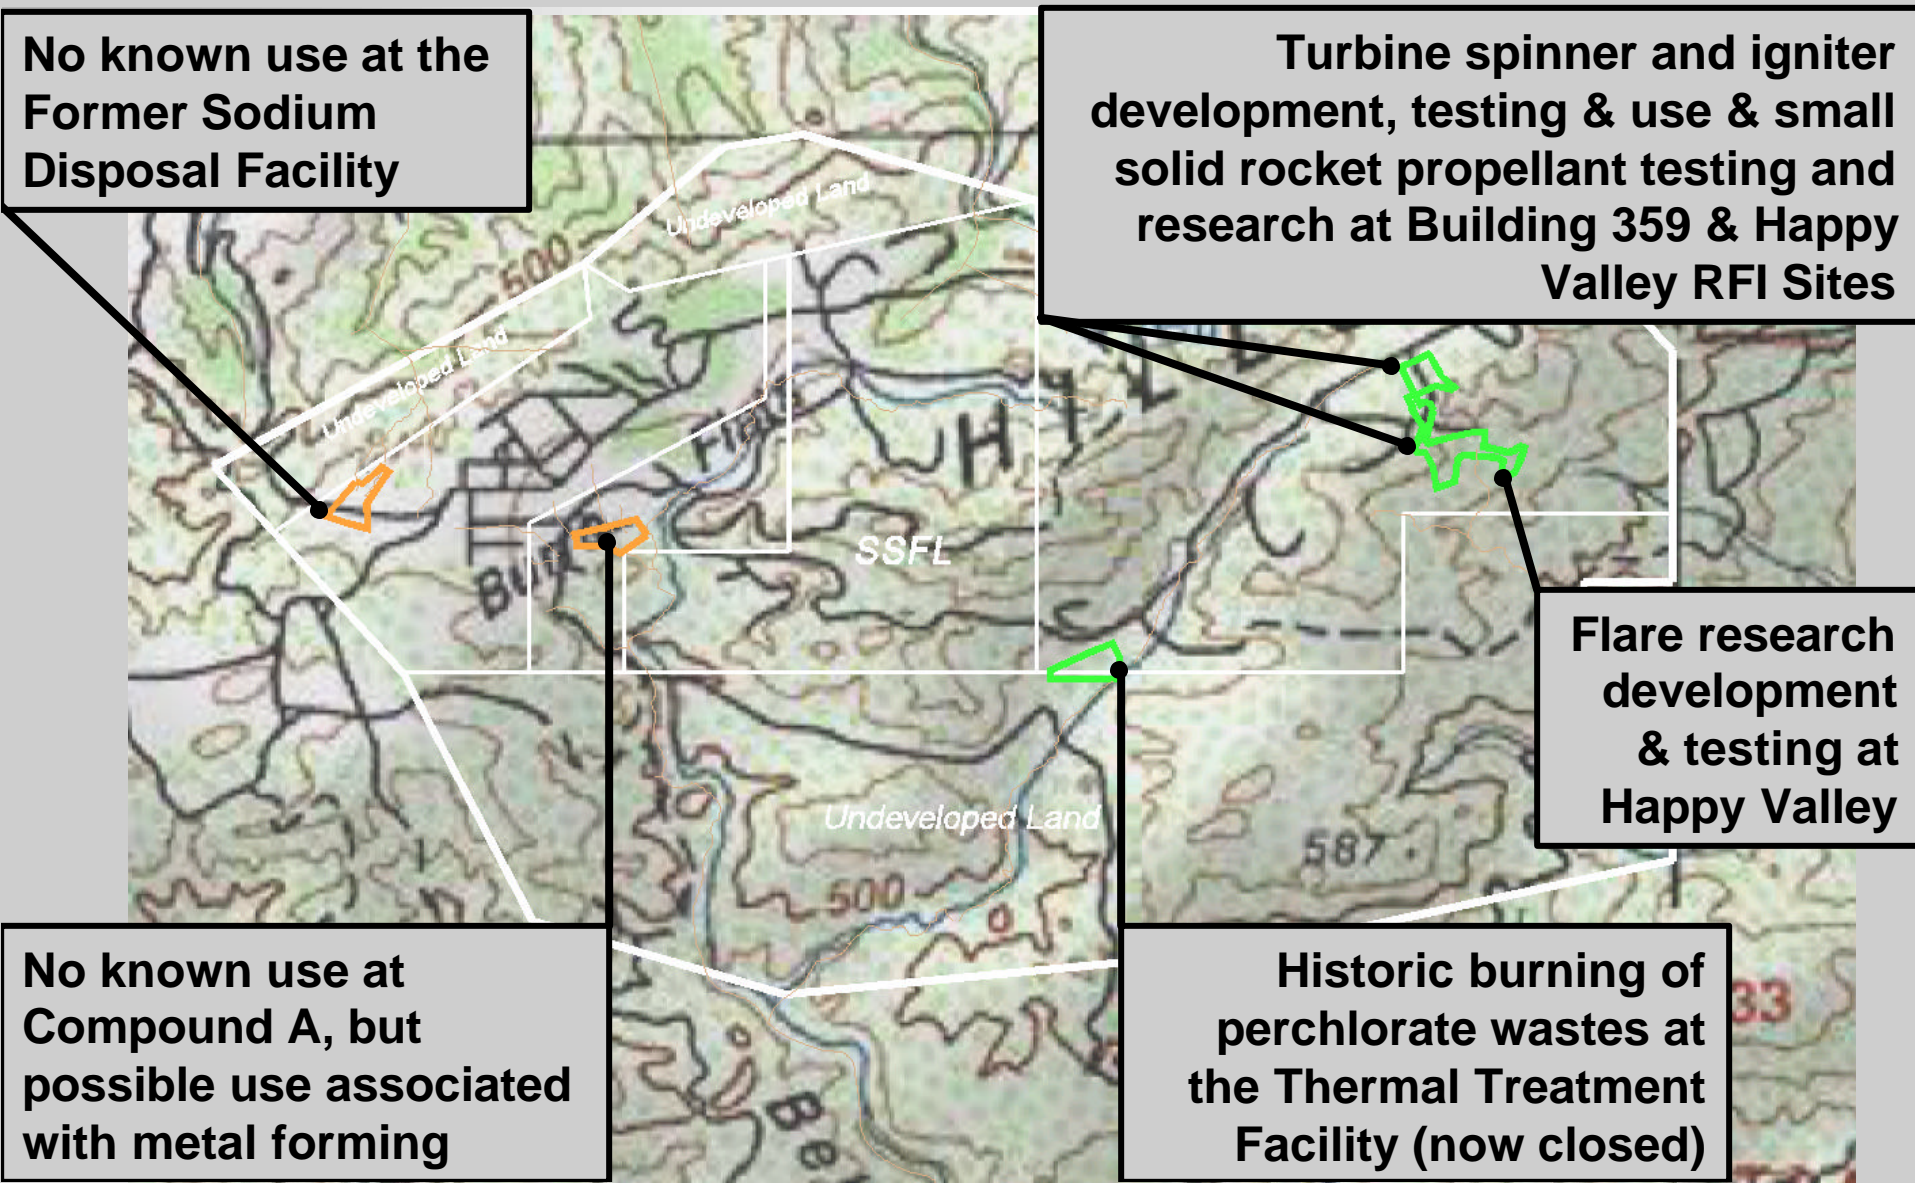 No known use at the
Former Sodium
Disposal Facility
Turbine spinner and igniter
development, testing & use & small
solid rocket propellant testing and
research at Building 359 & Happy
Valley RFI Sites
Undeveloped Land
500
Undeveloped Land
SSFL
Flare research
development
& testing at
Happy Valley
Undeveloped Land
587
500
No known use at
Compound A, but
possible use associated
with metal forming
Historic burning of
perchlorate wastes at
the Thermal Treatment
Facility (now closed)
33